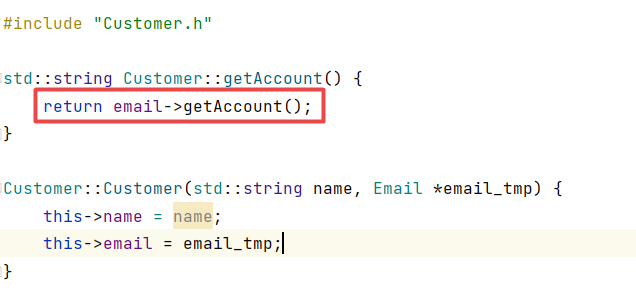 #include "Customer.h"
std::string Customer::getAccount() {
return email->getAccount();
}
Customer::Customer(std::string name, Email *email_tmp) {
this->name = name;
this->email = email_tmp;
}